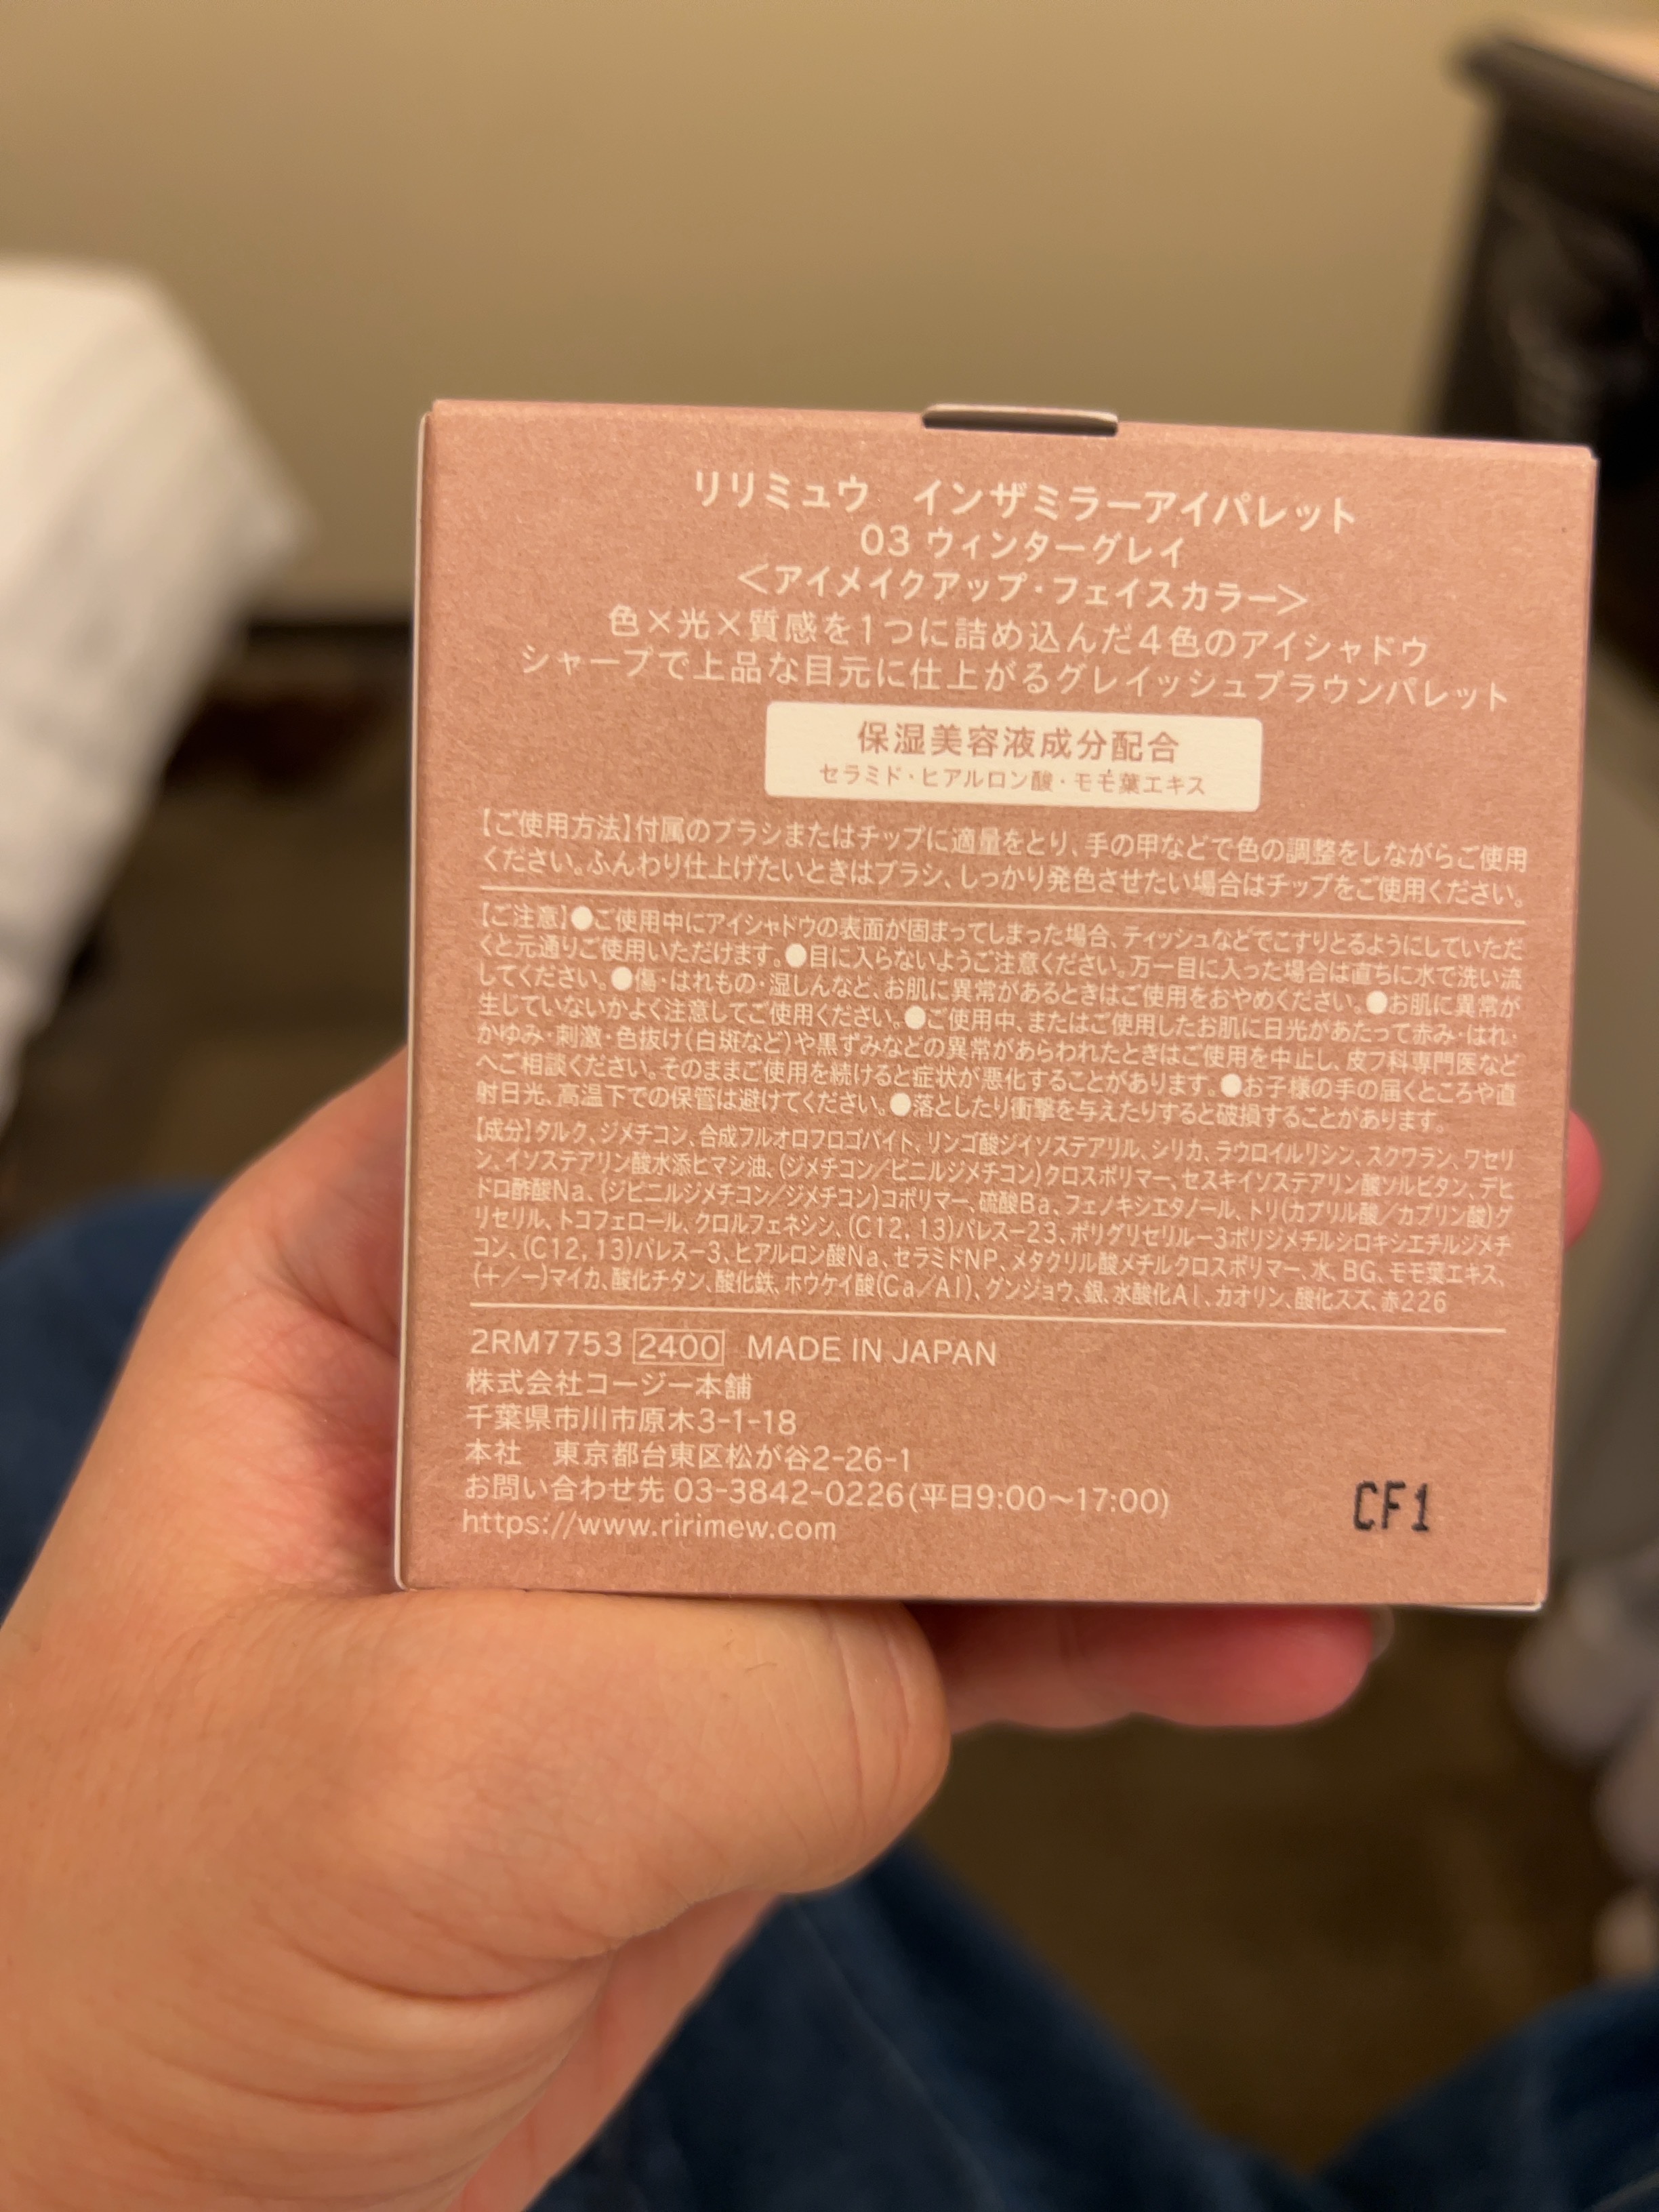 リリミュウ　インザミラーアイパレット
03 ウィンターグレイ
＜アイメイクアップ・フェイスカラー＞
色×光×質感を1つに詰め込んだ4色のアイシャドウ
シャープで上品な目元に仕上がるグレイッシュブラウンパレット
保湿美容液成分配合
セラミド・ヒアルロン酸・モモ葉エキス
【ご使用方法】付属のブラシまたはチップに適量をとり、手の甲などで色の調整をしながらご使用
ください。ふんわり仕上げたいときはブラシ、しっかり発色させたい場合はチップをご使用ください。
【ご注意】●ご使用中にアイシャドウの表面が固まってしまった場合、ティッシュなどでこすりとるようにしていただ
くと元通りご使用いただけます。●目に入らないようご注意ください。万一目に入った場合は直ちに水で洗い流
してください。●傷・はれもの・湿しんなど、お肌に異常があるときはご使用をおやめください。●お肌に異常が
生じていないかよく注意してご使用ください。●ご使用中、またはご使用したお肌に日光があたって赤み・はれ・
かゆみ・刺激・色抜け(白斑など)や黒ずみなどの異常があらわれたときはご使用を中止し、皮フ科専門医など
へご相談ください。そのままご使用を続けると症状が悪化することがあります。●お子様の手の届くところや直
射日光、高温下での保管は避けてください。●落としたり衝撃を与えたりすると破損することがあります。
【成分】タルク、ジメチコン、合成フルオロフロゴパイト、リンゴ酸ジイソステアリル、シリカ、ラウロイルリシン、スクワラン、ワセリ
ン、イソステアリン酸水添ヒマシ油、(ジメチコン／ビニルジメチコン)クロスポリマー、セスキイソステアリン酸ソルビタン、デヒ
ドロ酢酸Na、(ジビニルジメチコン／ジメチコン)コポリマー、硫酸Ba、フェノキシエタノール、トリ(カプリル酸／カプリン酸)グ
リセリル、トコフェロール、クロルフェネシン、(C12, 13)パレス－23、ポリグリセリル－3ポリジメチルシロキシエチルジメチ
コン、(C12, 13)パレス－3、ヒアルロン酸Na、セラミドNP、メタクリル酸メチルクロスポリマー、水、BG、モモ葉エキス、
(＋／－)マイカ、酸化チタン、酸化鉄、ホウケイ酸(Ca／Al)、グンジョウ、銀、水酸化Al、カオリン、酸化スズ、赤226
2RM7753 2400 MADE IN JAPAN
株式会社コージー本舗
千葉県市川市原木3-1-18
本社　東京都台東区松が谷2-26-1
お問い合わせ先 03-3842-0226(平日9:00〜17:00)
https://www.ririmew.com
CF1